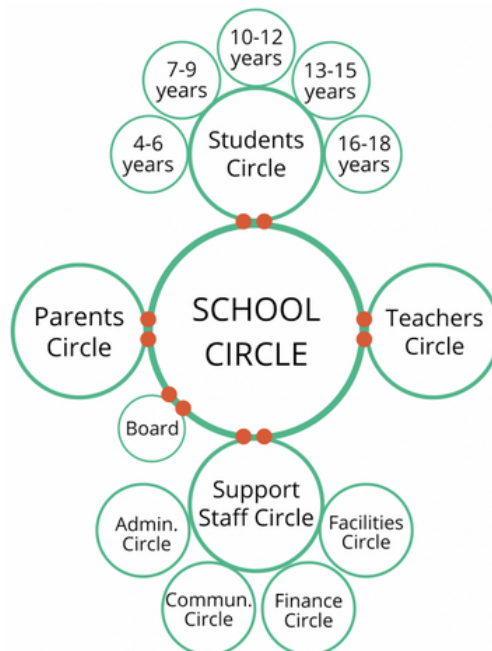 10-12
years
7-9
years
13-15
years
4-6
years
Students
Circle
16-18
years
SCHOOL
CIRCLE
Parents
Circle
Teachers
Circle
Board
Support
Staff Circle
Admin.
Circle
Facilities
Circle
Commun.
Circle
Finance
Circle